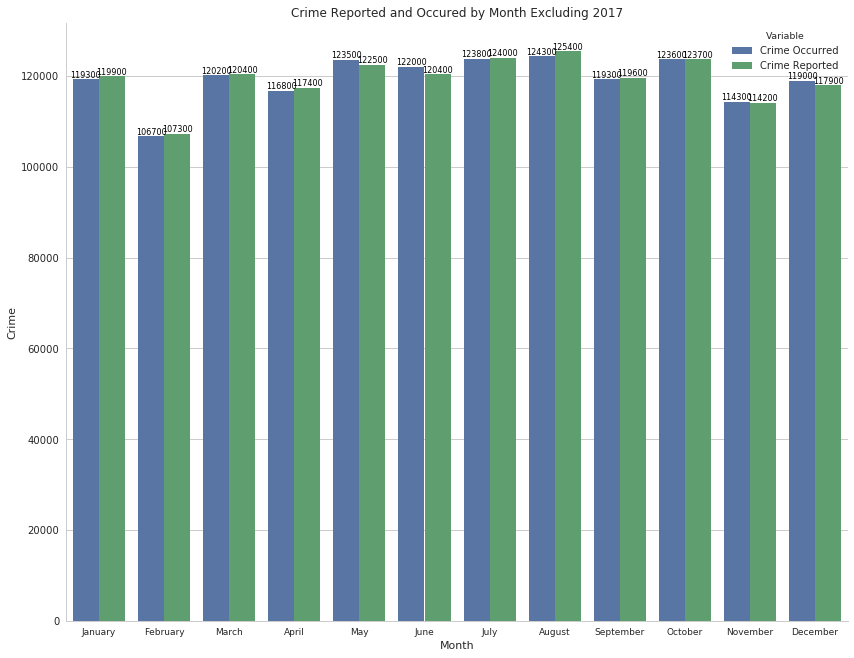 Crime Reported and Occured by Month Excluding 2017
Variable
Crime Occurred
Crime Reported
119300 119900
106700 107300
120200 120400
116800 117400
123500 122500
122000 120400
123800 124000
124300 125400
119300 119600
123600 123700
114300 114200
119000 117900
120000
100000
80000
60000
40000
20000
0
Crime
January February March April May June July August September October November December
Month